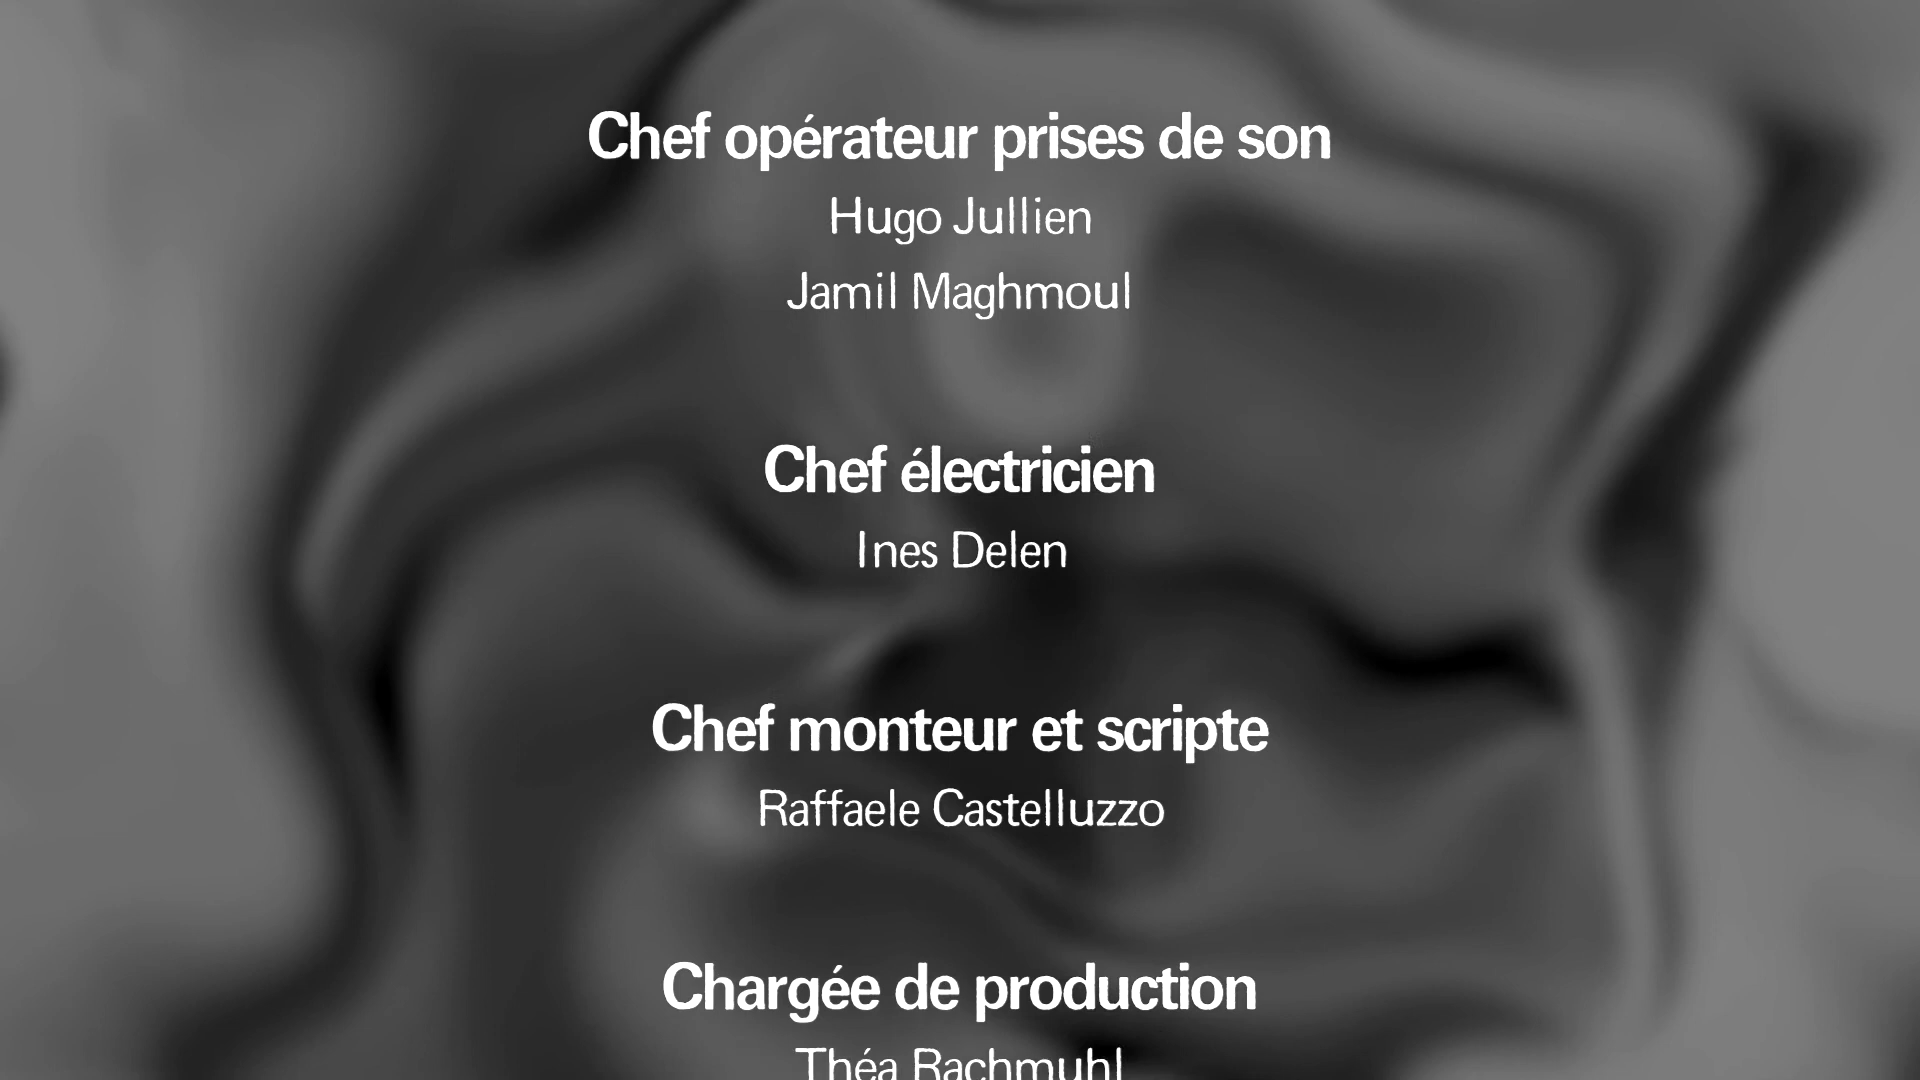 Chef opérateur prises de son
Hugo Jullien
Jamil Maghmoul
Chef électricien
Ines Delen
Chef monteur et scripte
Raffaele Castelluzzo
Chargée de production
Théa Rachmuhl